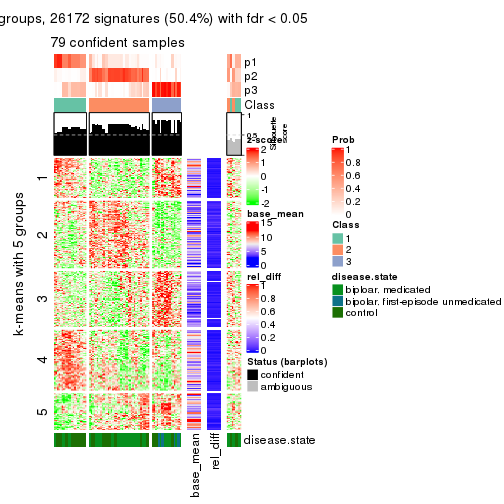 groups, 26172 signatures (50.4%) with fdr < 0.05
79 confident samples
p1
p2
p3
Class
1
0.5
0
Silhouette
score
k-means with 5 groups
1
2
3
4
5
base_mean
rel_diff
disease.state
z-score
2
1
0
-1
-2
base_mean
15
10
5
0
rel_diff
1
0.8
0.6
0.4
0.2
0
Status (barplots)
confident
ambiguous
Prob
1
0.8
0.6
0.4
0.2
0
Class
1
2
3
disease.state
bipolar, medicated
bipolar, first-episode unmedicated
control